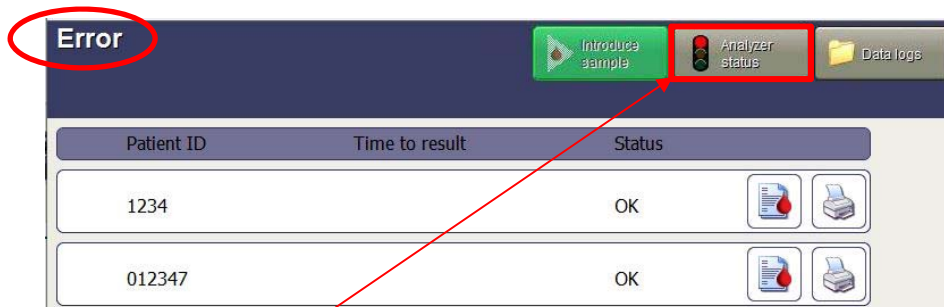 Error
Introduce sample
Analyzer status
Data logs
Patient ID Time to result Status
1234 OK
012347 OK